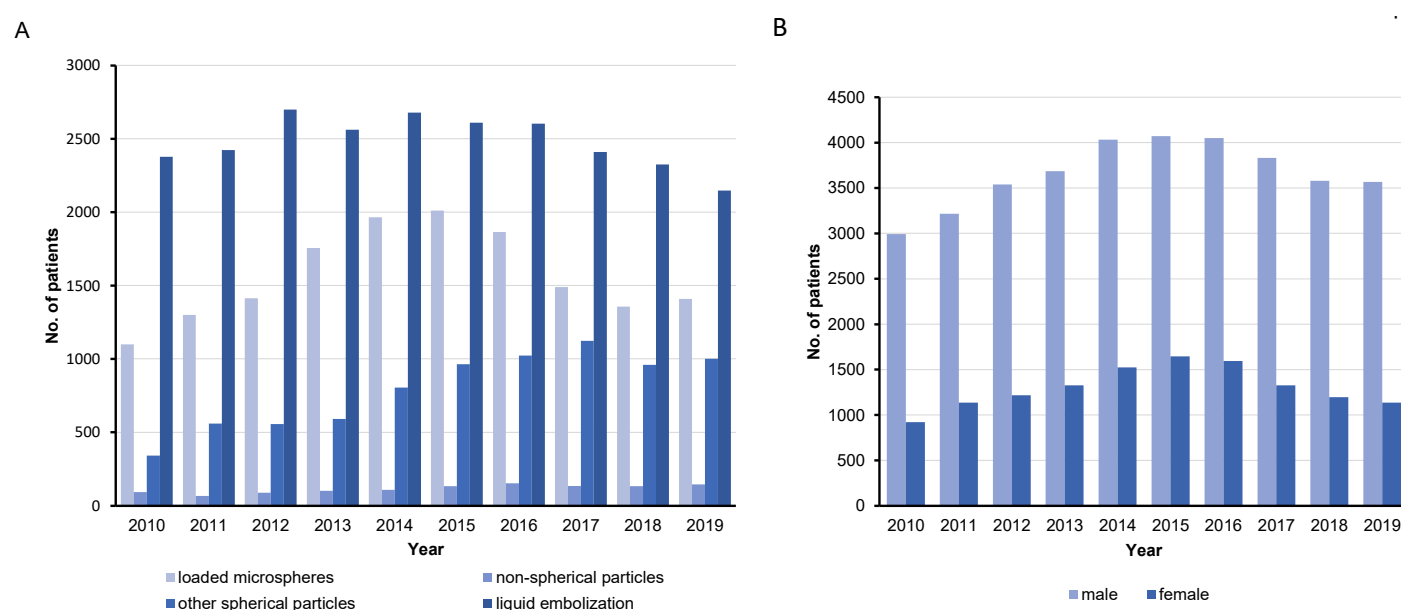 A
3000
2500
2000
1500
1000
500
0
No. of patients
2010 2011 2012 2013 2014 2015 2016 2017 2018 2019
Year
loaded microspheres non-spherical particles
other spherical particles liquid embolization
B
4500
4000
3500
3000
2500
2000
1500
1000
500
0
No. of patients
2010 2011 2012 2013 2014 2015 2016 2017 2018 2019
Year
male female